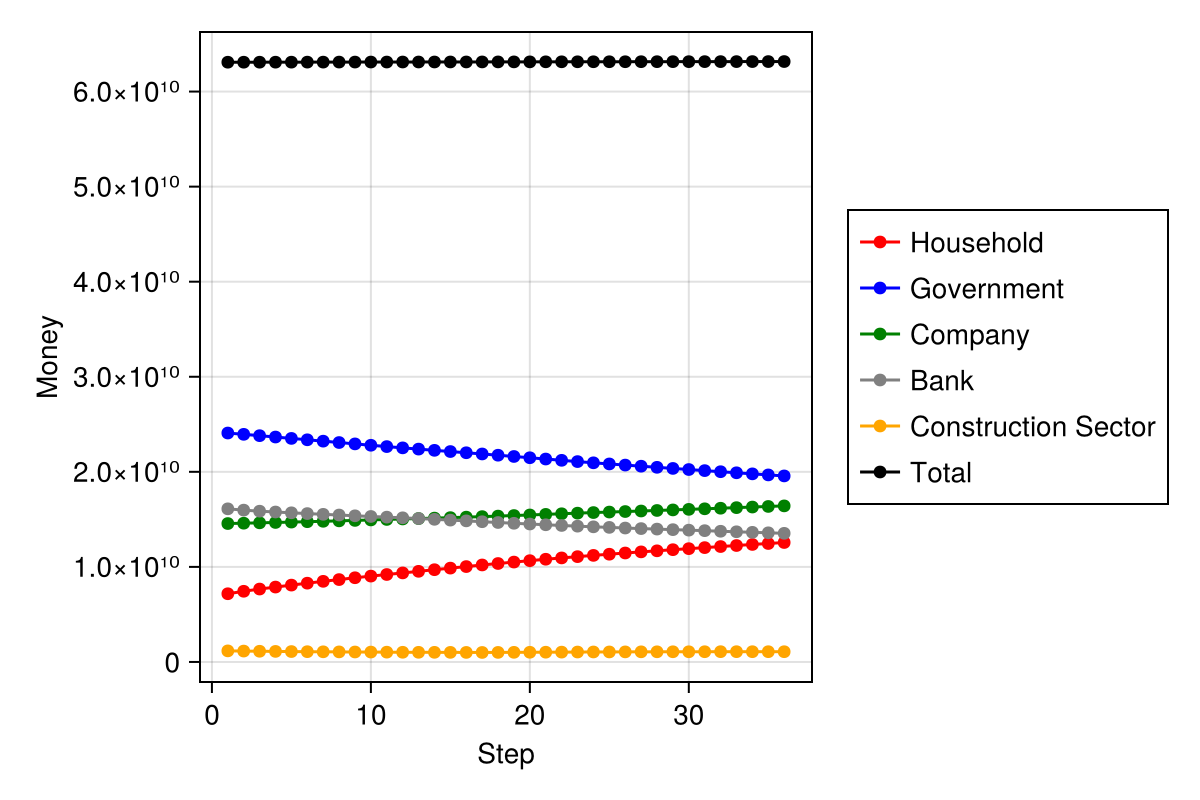 6.0×10¹⁰
5.0×10¹⁰
4.0×10¹⁰
3.0×10¹⁰
2.0×10¹⁰
1.0×10¹⁰
0
Money
0 10 20 30
Step
Household
Government
Company
Bank
Construction Sector
Total